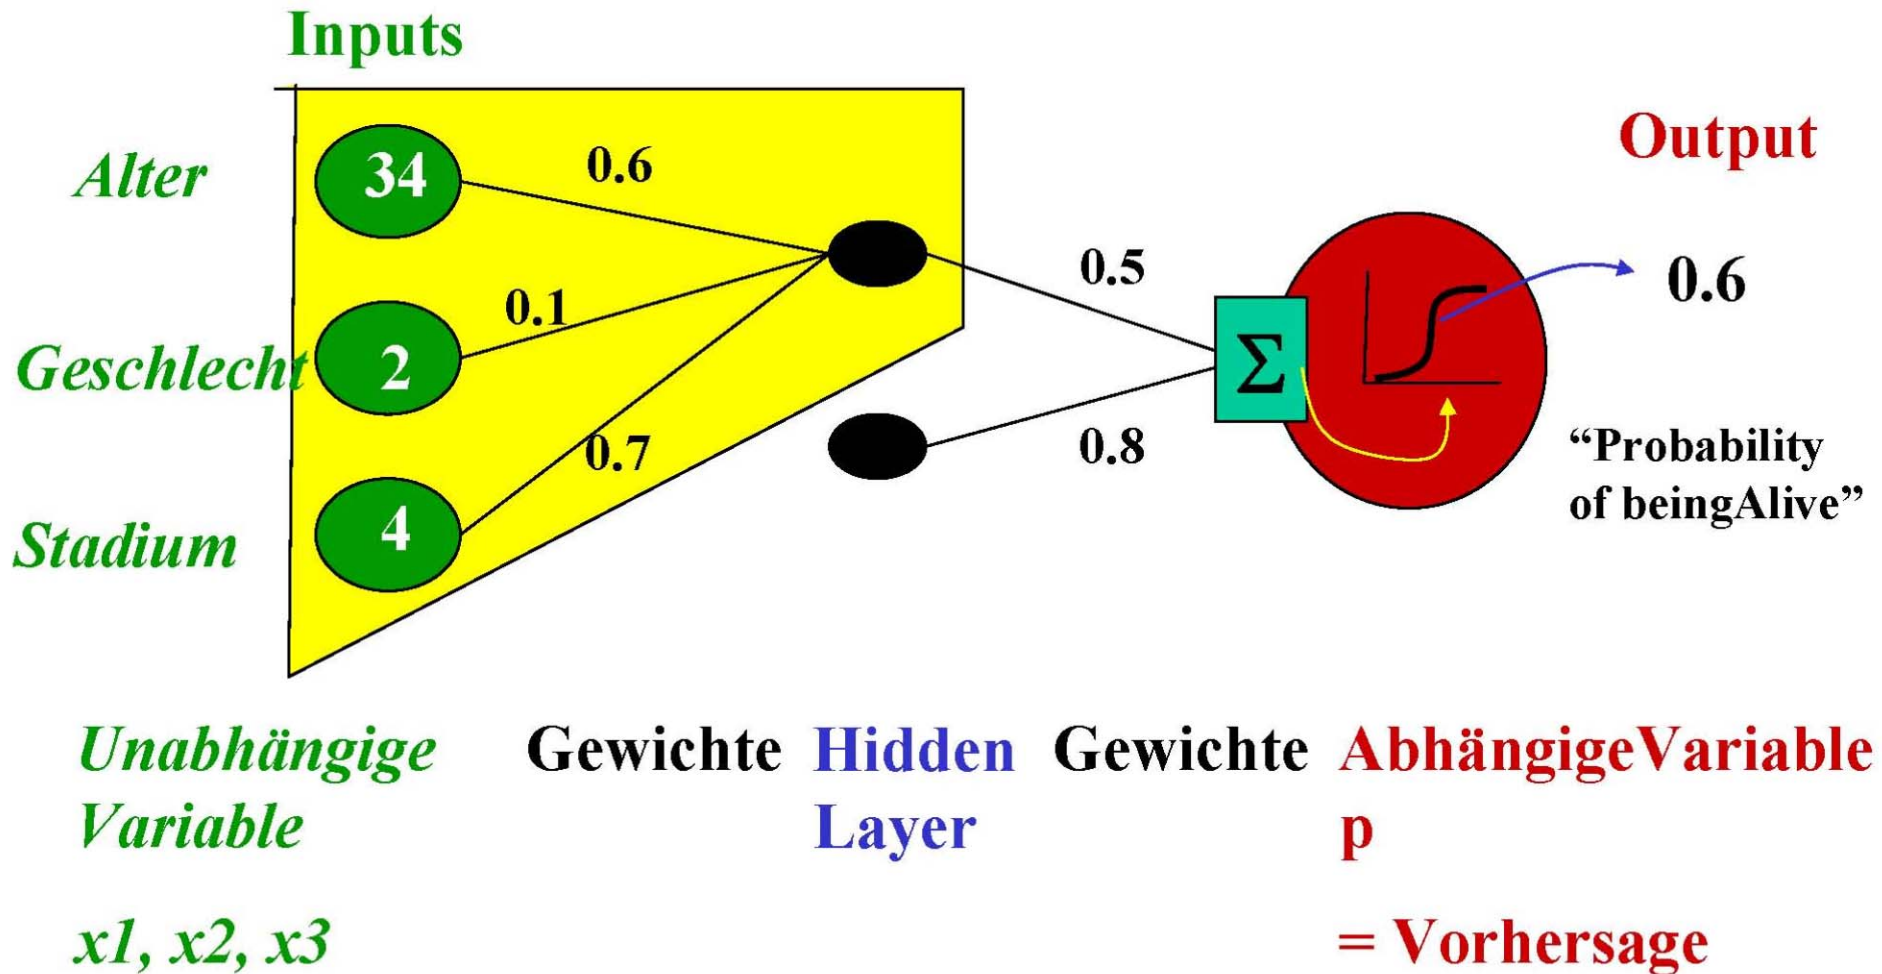 Inputs
Output
Alter
34
0.6
0.5
0.6
Geschlecht
2
0.1
Σ
0.8
“Probability
of beingAlive”
Stadium
4
0.7
Unabhängige
Variable
x1, x2, x3
Gewichte
Hidden
Layer
Gewichte
AbhängigeVariable
p
= Vorhersage